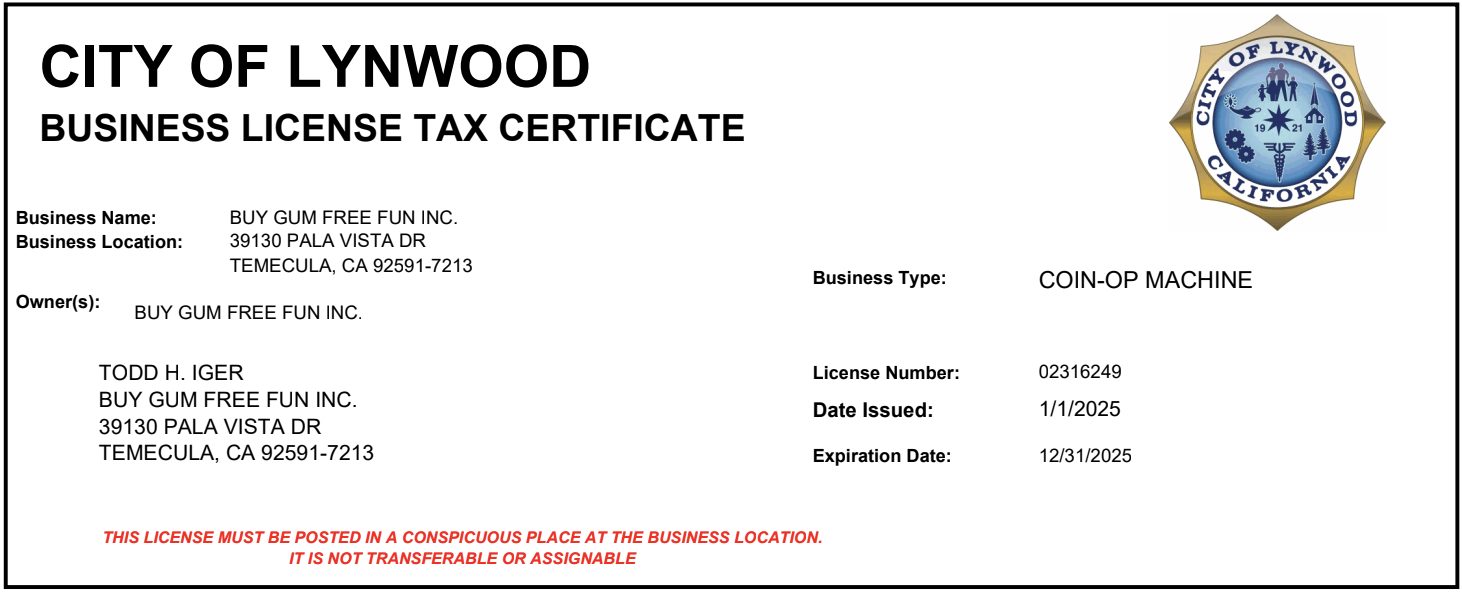 CITY OF LYNWOOD
BUSINESS LICENSE TAX CERTIFICATE
CITY OF LYNWOOD
19 21
CALIFORNIA
Business Name: BUY GUM FREE FUN INC.
Business Location: 39130 PALA VISTA DR
TEMECULA, CA 92591-7213
Business Type: COIN-OP MACHINE
Owner(s): BUY GUM FREE FUN INC.
TODD H. IGER
BUY GUM FREE FUN INC.
39130 PALA VISTA DR
TEMECULA, CA 92591-7213
License Number: 02316249
Date Issued: 1/1/2025
Expiration Date: 12/31/2025
THIS LICENSE MUST BE POSTED IN A CONSPICUOUS PLACE AT THE BUSINESS LOCATION.
IT IS NOT TRANSFERABLE OR ASSIGNABLE